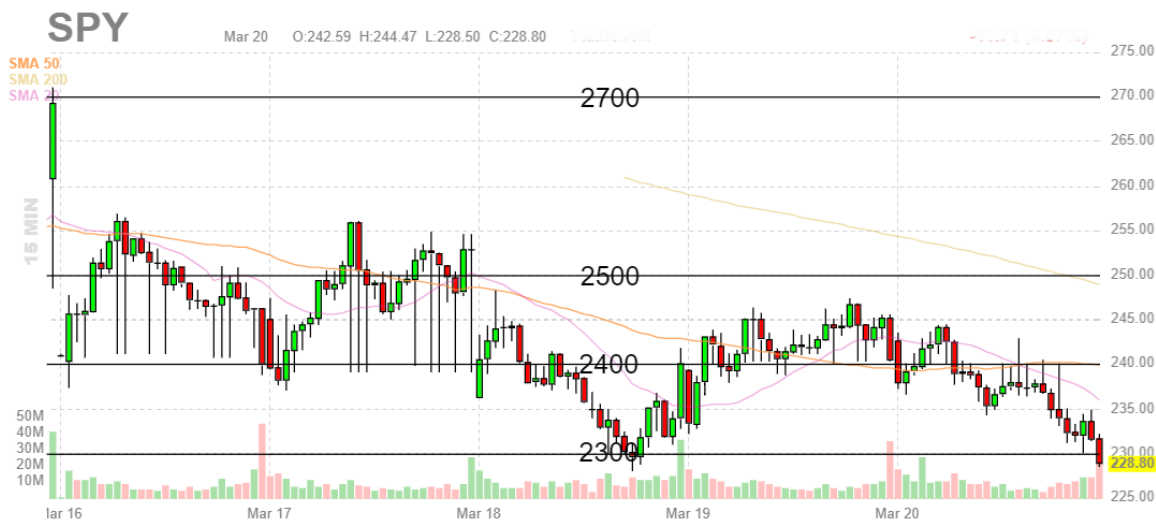 SPY
Mar 20 O:242.59 H:244.47 L:228.50 C:228.80
SMA 50
SMA 200
SMA 20
15 MIN
275.00
270.00
265.00
260.00
255.00
250.00
245.00
240.00
235.00
230.00
228.80
225.00
2700
2500
2400
2300
50M
40M
30M
20M
10M
lar 16 Mar 17 Mar 18 Mar 19 Mar 20